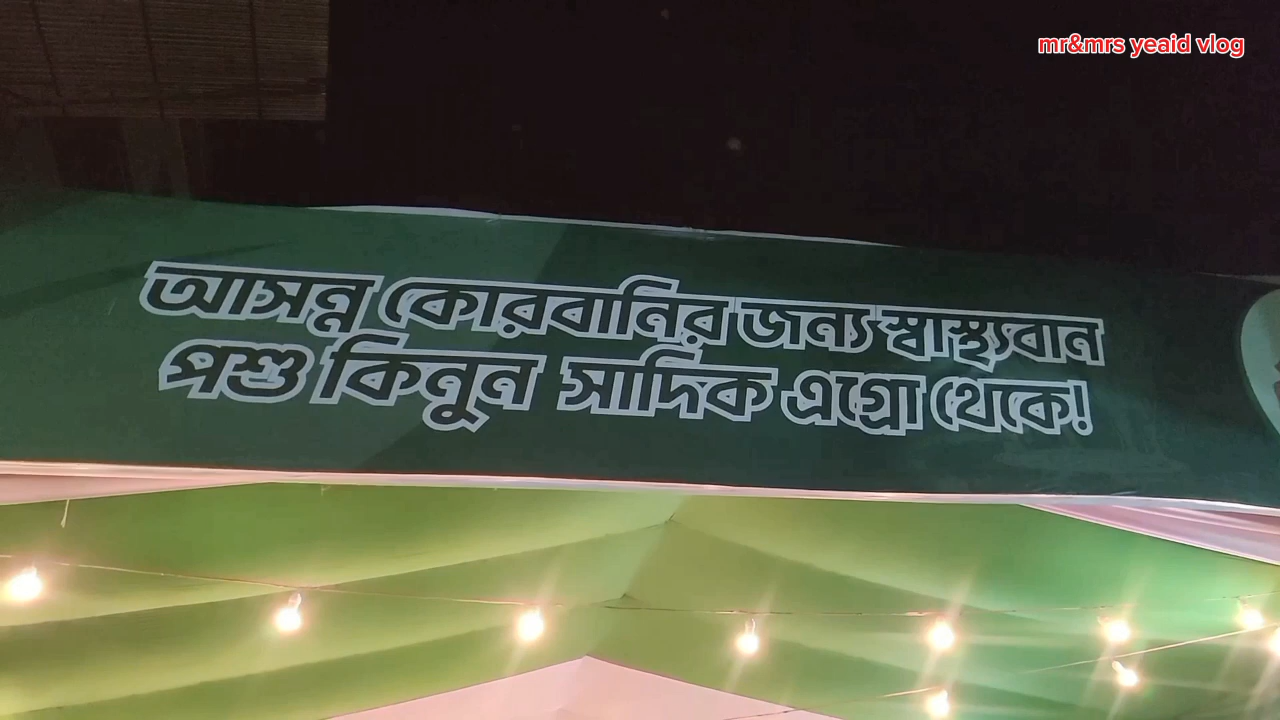 mr&mrs yeaid vlog
আসন্ন কোরবানির জন্য স্বাস্থ্যবান
পশু কিনুন সাদিক এগ্রো থেকে!